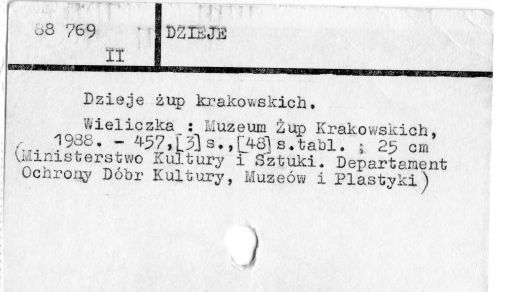 88 769
II
DZIEJE
Dzieje żup krakowskich.
Wieliczka : Muzeum Żup Krakowskich,
1988. - 457,[3]s.,[48]s.tabl. ; 25 cm
(Ministerstwo Kultury i Sztuki. Departament
Ochrony Dóbr Kultury, Muzeów i Plastyki)